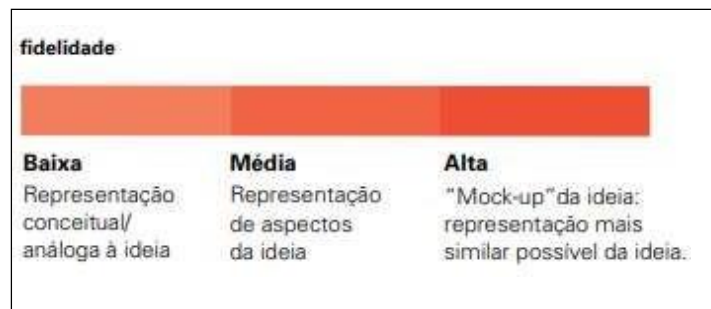 fidelidade
Baixa
Representação
conceitual/
análoga à ideia
Média
Representação
de aspectos
da ideia
Alta
"Mock-up"da ideia:
representação mais
similar possível da ideia.